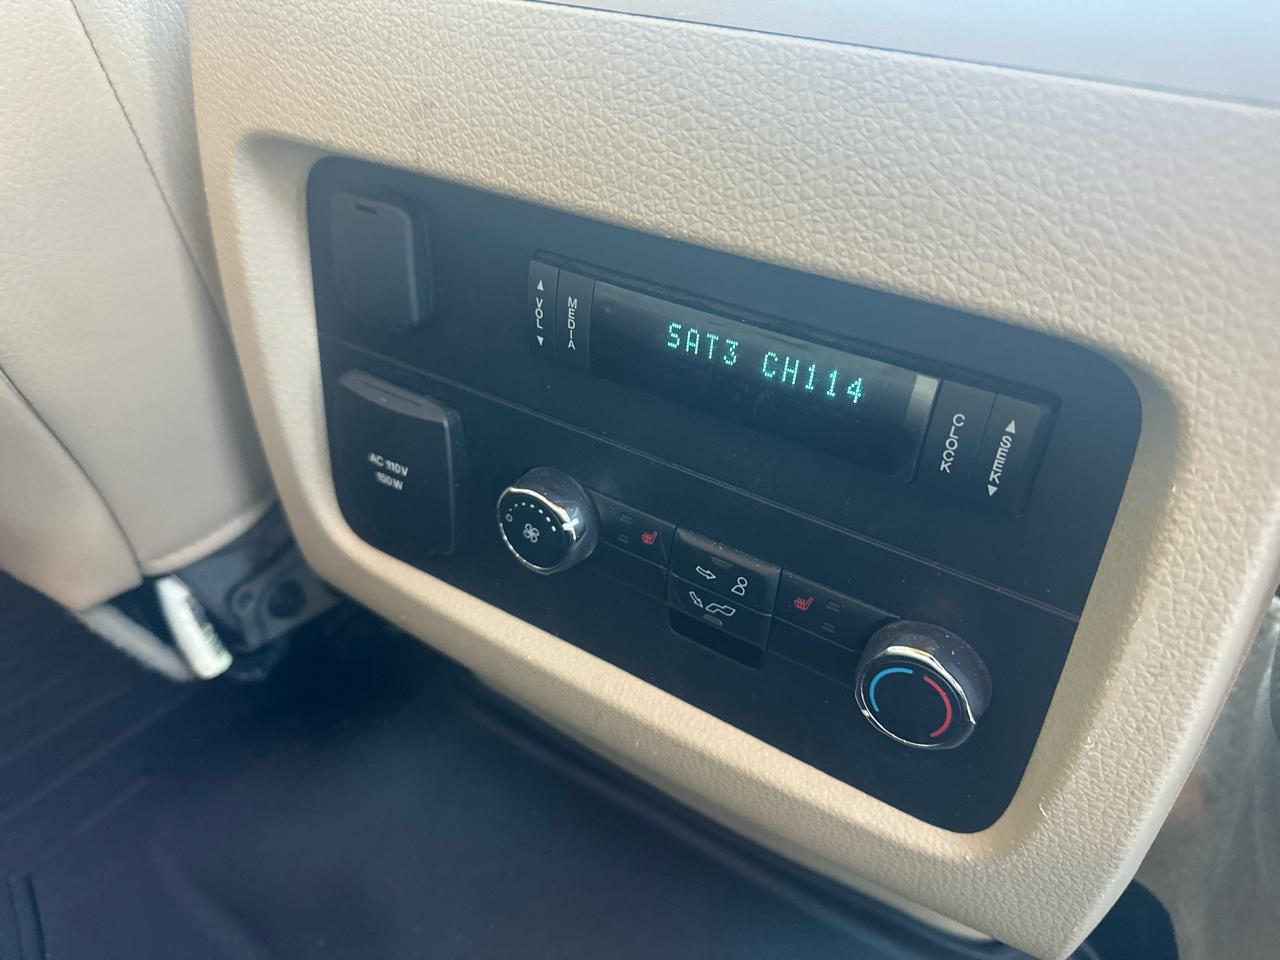 VOL
MEDIA
SAT3 CH114
CLOCK
SEEK
AC 110V
150W
O